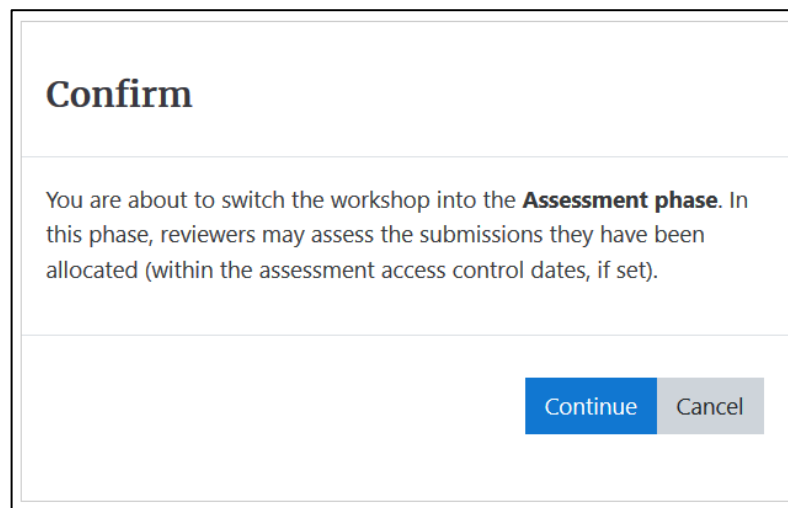 Confirm
You are about to switch the workshop into the Assessment phase. In
this phase, reviewers may assess the submissions they have been
allocated (within the assessment access control dates, if set).
Continue Cancel